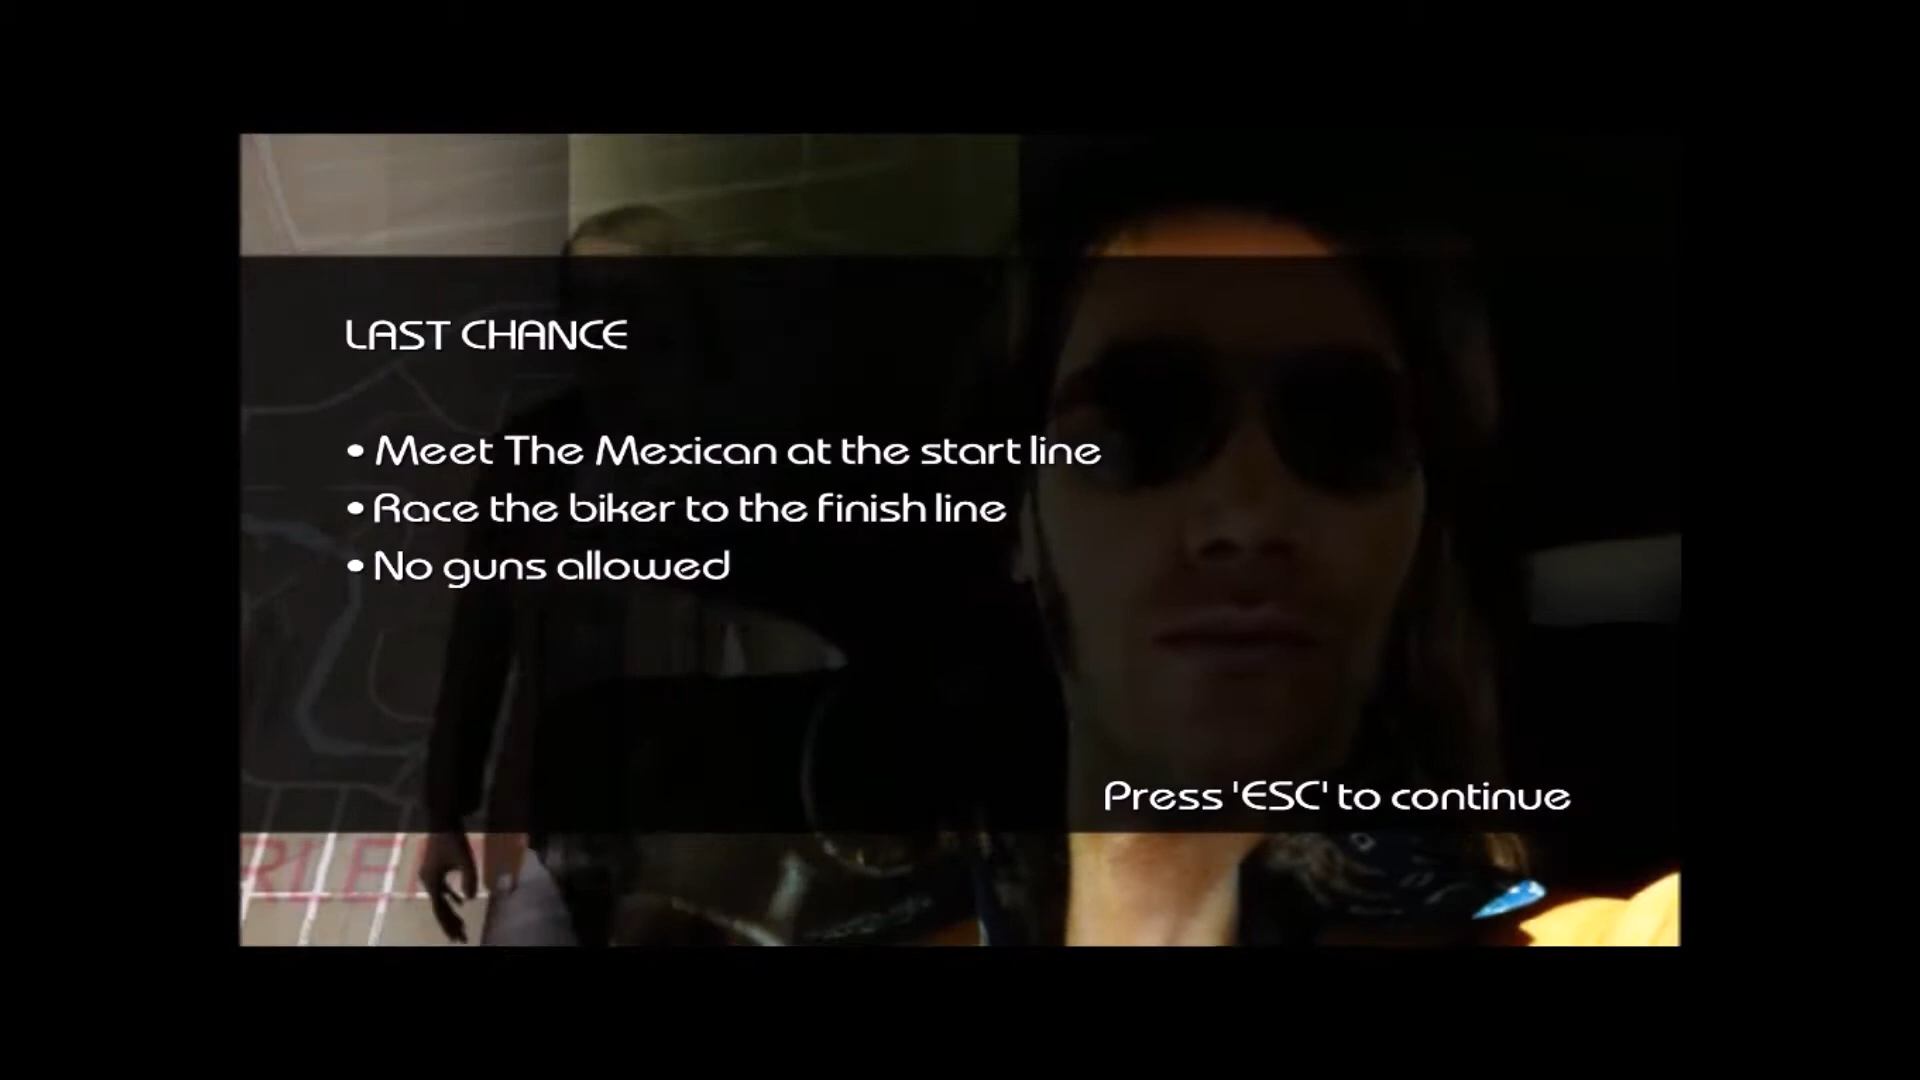 LAST CHANCE
• Meet The Mexican at the start line
• Race the biker to the finish line
• No guns allowed
Press 'ESC' to continue